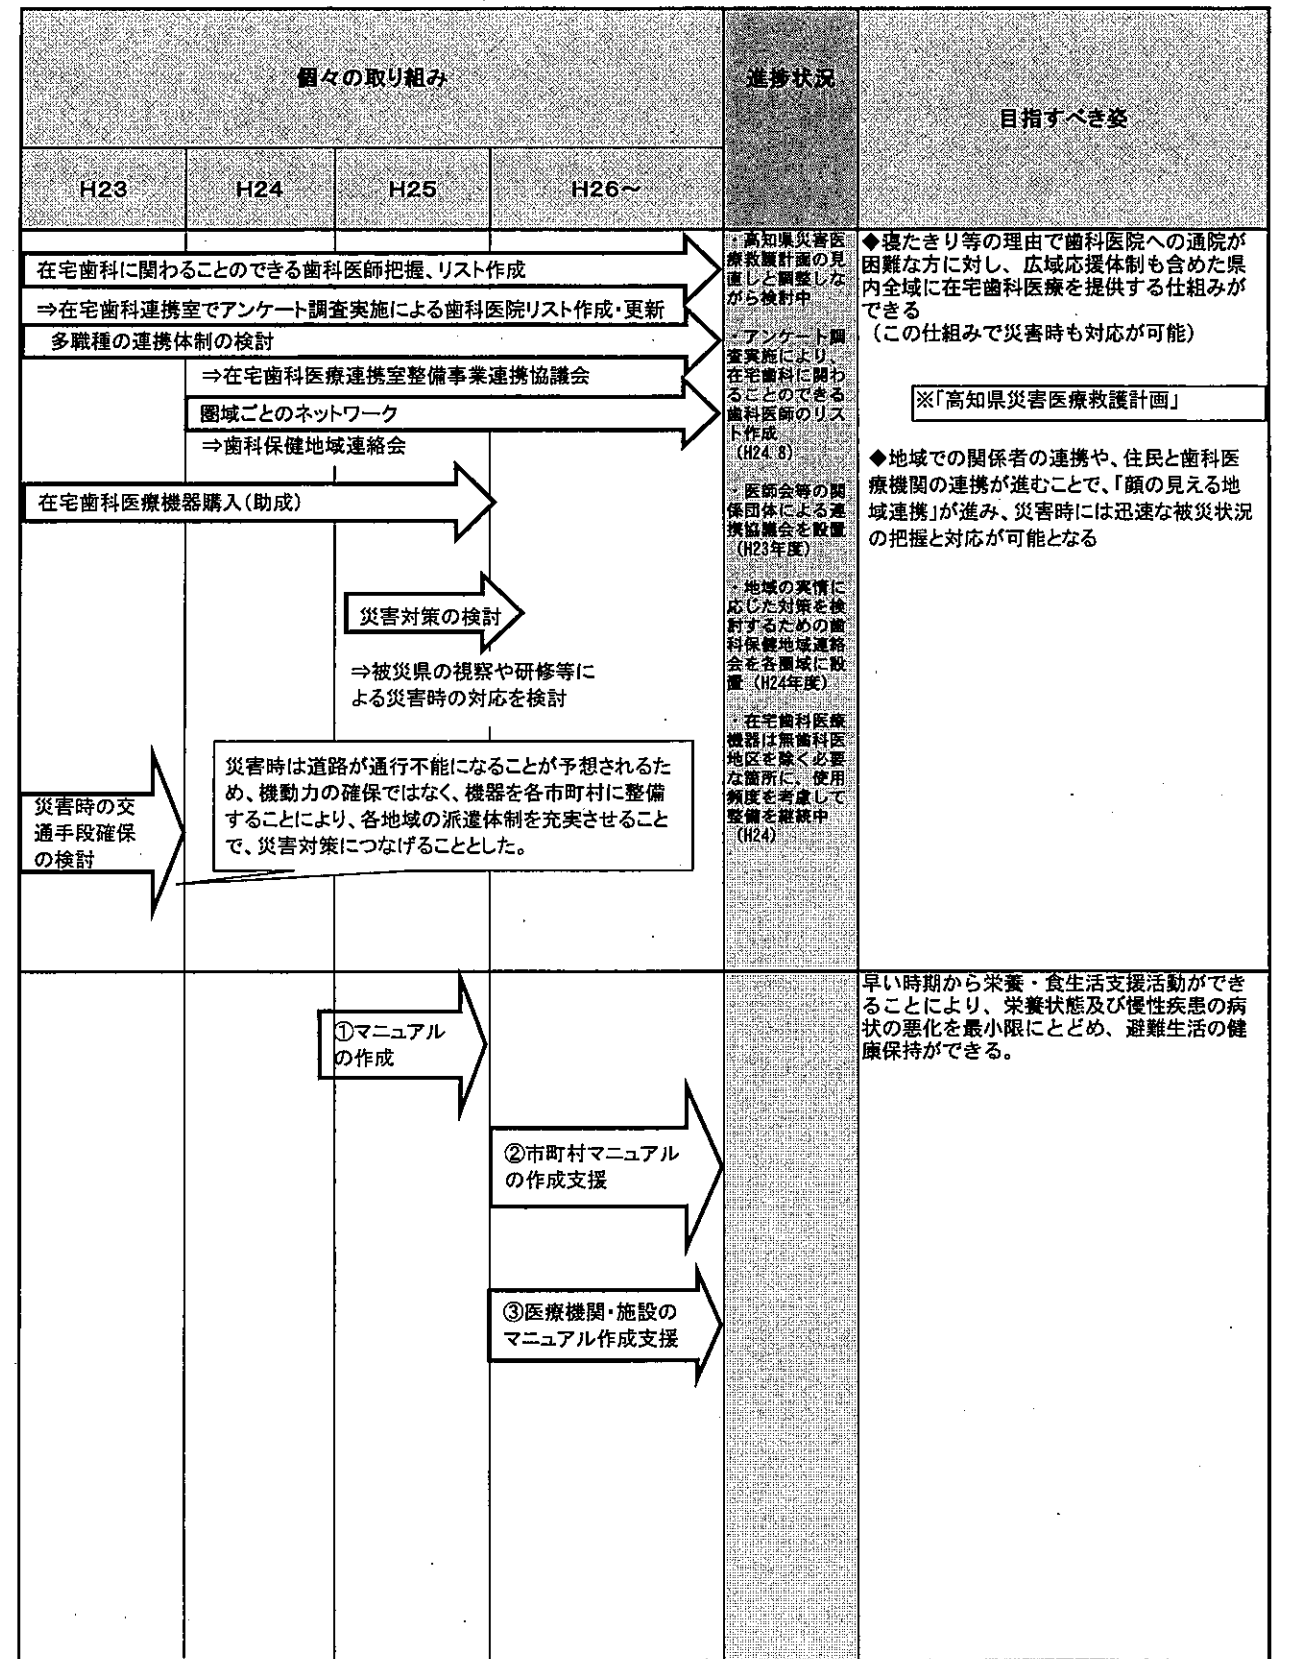 個々の取り組み
進捗状況
目指すべき姿
H23
H24
H25
H26～
在宅歯科に関わることのできる歯科医師把握、リスト作成
⇒在宅歯科連携室でアンケート調査実施による歯科医院リスト作成・更新
多職種の連携体制の検討
⇒在宅歯科医療連携室整備事業連携協議会
圏域ごとのネットワーク
⇒歯科保健地域連絡会
在宅歯科医療機器購入（助成）
災害対策の検討
⇒被災県の視察や研修等に
よる災害時の対応を検討
災害時の交
通手段確保
の検討
災害時は道路が通行不能になることが予想されるた
め、機動力の確保ではなく、機器を各市町村に整備
することにより、各地域の派遣体制を充実させること
で、災害対策につなげることとした。
・高知県災害医
療救護計画の見
直しと調整しな
がら検討中
・アンケート調
査実施により、
在宅歯科に関わ
ることのできる
歯科医師のリス
ト作成
（H24.8）
・医師会等の関
係団体による連
携協議会を設置
（H23年度）
・地域の実情に
応じた対策を検
討するための歯
科保健地域連絡
会を各圏域に設
置（H24年度）
・在宅歯科医療
機器は無歯科医
地区を除く必要
な箇所に、使用
頻度を考慮して
整備を継続中
（H24）
◆寝たきり等の理由で歯科医院への通院が
困難な方に対し、広域応援体制も含めた県
内全域に在宅歯科医療を提供する仕組みが
できる
（この仕組みで災害時も対応が可能）
※「高知県災害医療救護計画」
◆地域での関係者の連携や、住民と歯科医
療機関の連携が進むことで、「顔の見える地
域連携」が進み、災害時には迅速な被災状況
の把握と対応が可能となる
①マニュアル
の作成
②市町村マニュアル
の作成支援
③医療機関・施設の
マニュアル作成支援
早い時期から栄養・食生活支援活動ができ
ることにより、栄養状態及び慢性疾患の病
状の悪化を最小限にとどめ、避難生活の健
康保持ができる。